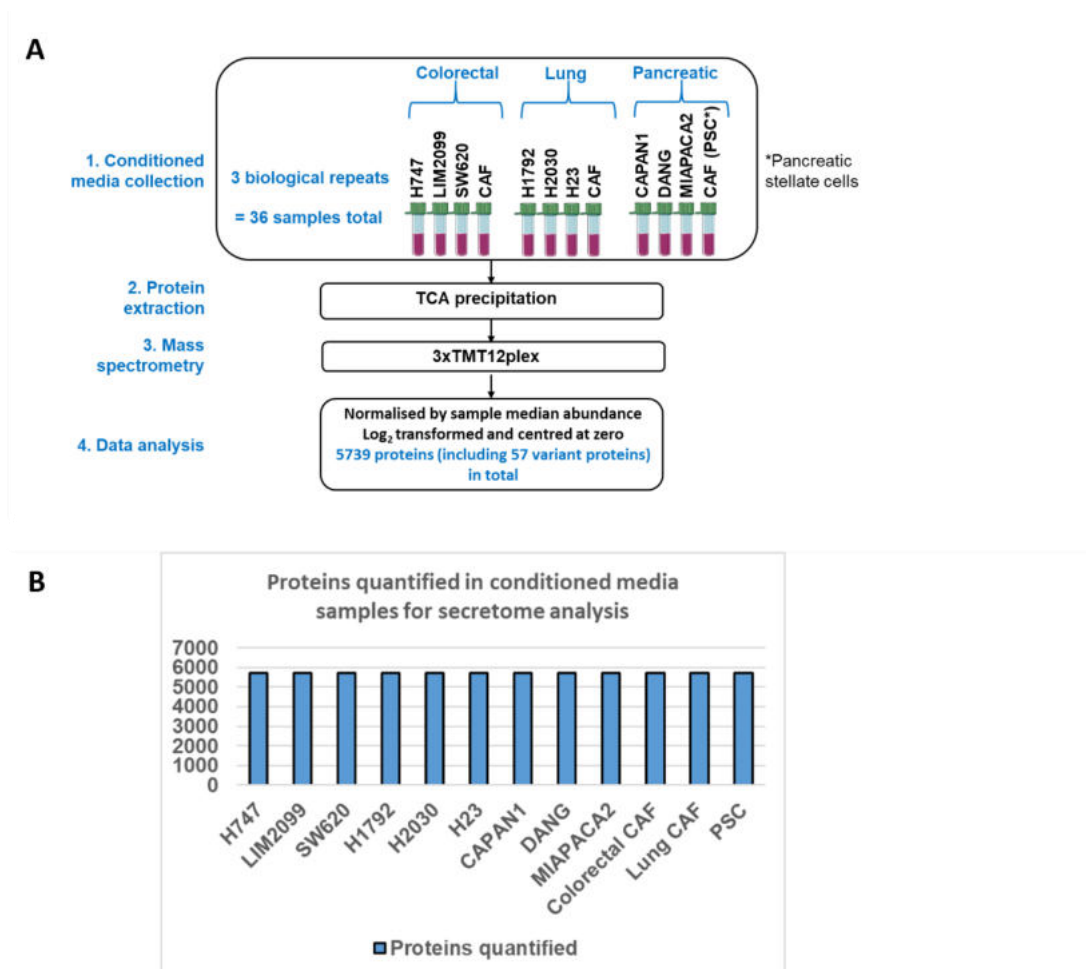 A
Colorectal
Lung
Pancreatic
1. Conditioned
media collection
3 biological repeats
= 36 samples total
H747
LIM2099
SW620
CAF
H1792
H2030
H23
CAF
CAPAN1
DANG
MIAPACA2
CAF (PSC*)
*Pancreatic
stellate cells
2. Protein
extraction
TCA precipitation
3. Mass
spectrometry
3xTMT12plex
4. Data analysis
Normalised by sample median abundance
Log₂ transformed and centred at zero
5739 proteins (including 57 variant proteins)
in total
B
Proteins quantified in conditioned media
samples for secretome analysis
7000
6000
5000
4000
3000
2000
1000
0
H747
LIM2099
SW620
H1792
H2030
H23
CAPAN1
DANG
MIAPACA2
Colorectal CAF
Lung CAF
PSC
Proteins quantified